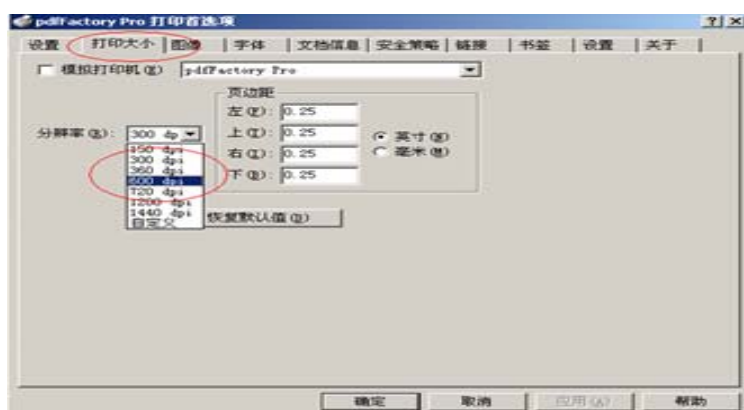 pdfFactory Pro 打印首选项
设置 打印大小 图像 字体 文档信息 安全策略 链接 书签 设置 关于
模拟打印机(E) pdfFactory Pro
页边距
左(F): 0.25
分辨率(R): 300 dp 上(T): 0.25 英寸(X)
右(I): 0.25 毫米(M)
下(B): 0.25
150 dpi
300 dpi
360 dpi
600 dpi
720 dpi
1200 dpi
1440 dpi
自定义
恢复默认值(D)
确定 取消 应用(A) 帮助